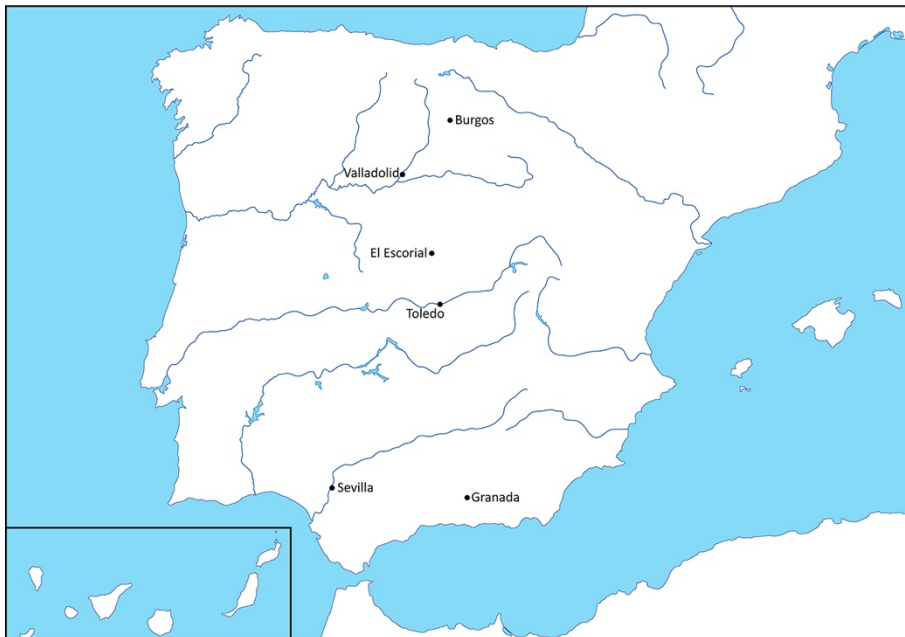 Burgos
Valladolid
El Escorial
Toledo
Sevilla
Granada